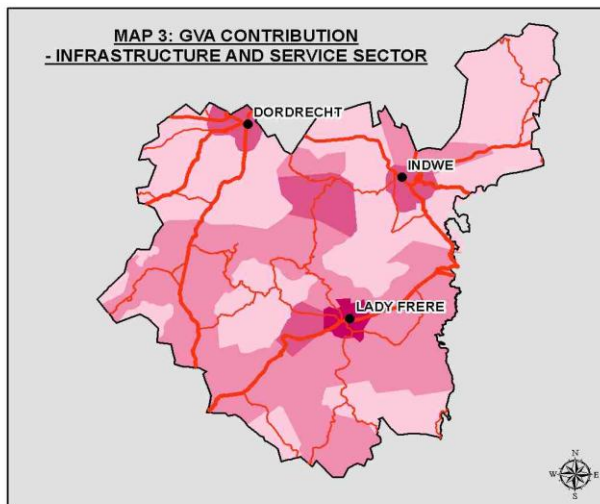 MAP 3: GVA CONTRIBUTION
- INFRASTRUCTURE AND SERVICE SECTOR
DORDRECHT
INDWE
LADY FRERE
N
W E
S